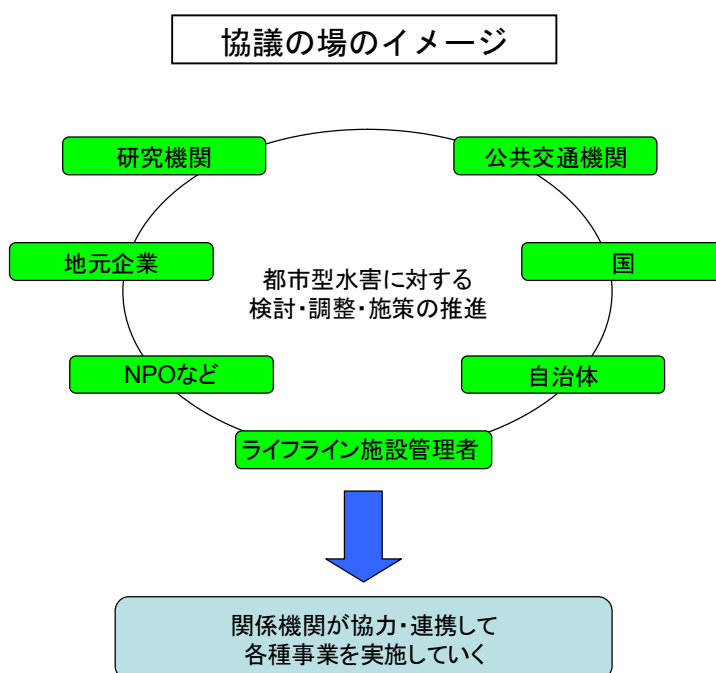 協議の場のイメージ
研究機関
公共交通機関
地元企業
国
都市型水害に対する
検討・調整・施策の推進
NPOなど
自治体
ライフライン施設管理者
関係機関が協力・連携して
各種事業を実施していく